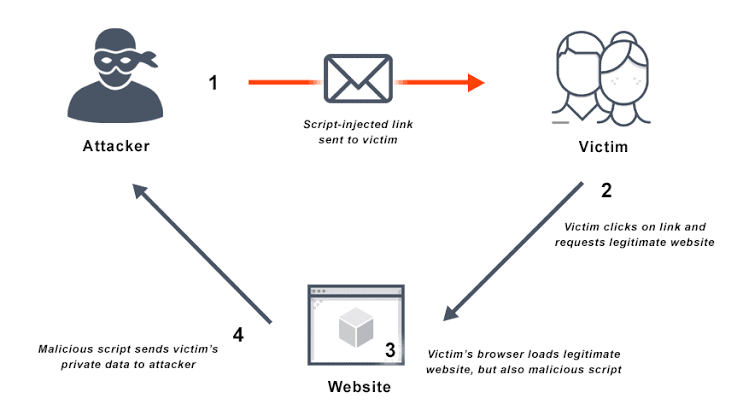 1
Script-injected link
sent to victim
Attacker
Victim
2
Victim clicks on link and
requests legitimate website
4
Malicious script sends victim's
private data to attacker
3
Victim's browser loads legitimate
website, but also malicious script
Website